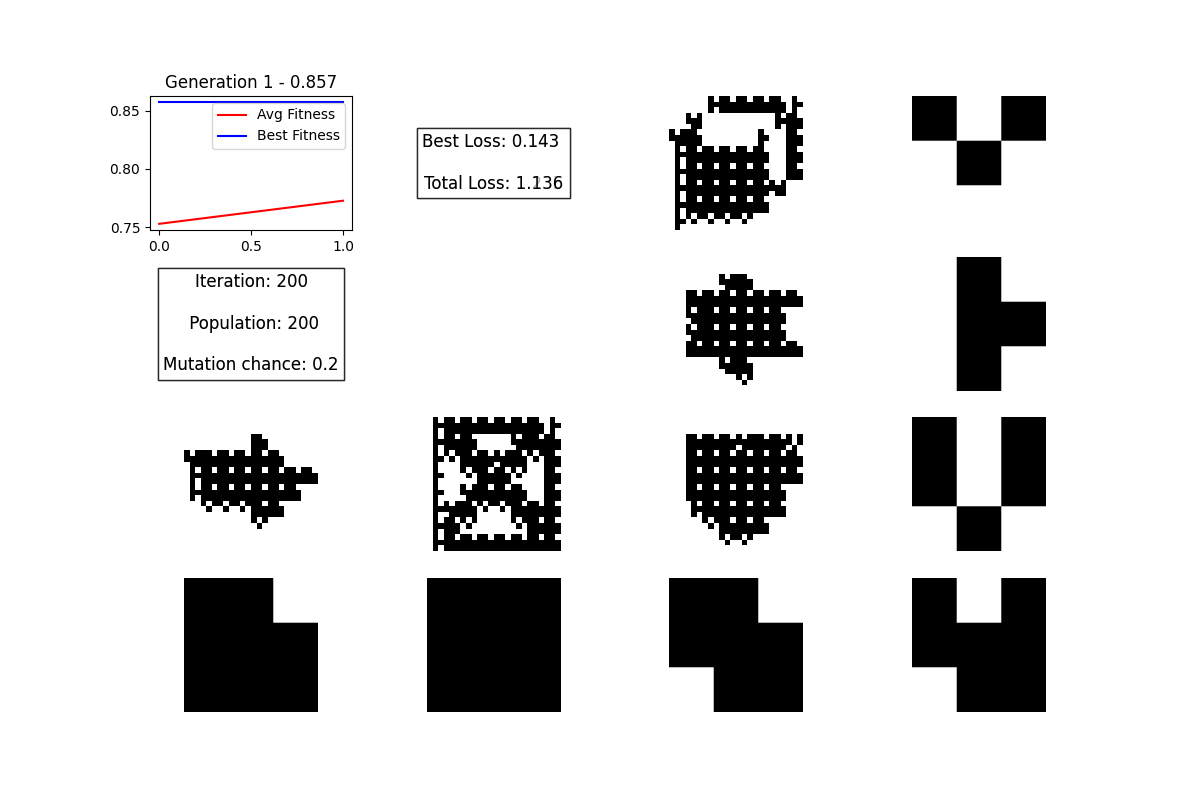 Generation 1 - 0.857
0.85
0.80
0.75
Avg Fitness
Best Fitness
0.0 0.5 1.0
Best Loss: 0.143
Total Loss: 1.136
Iteration: 200
Population: 200
Mutation chance: 0.2